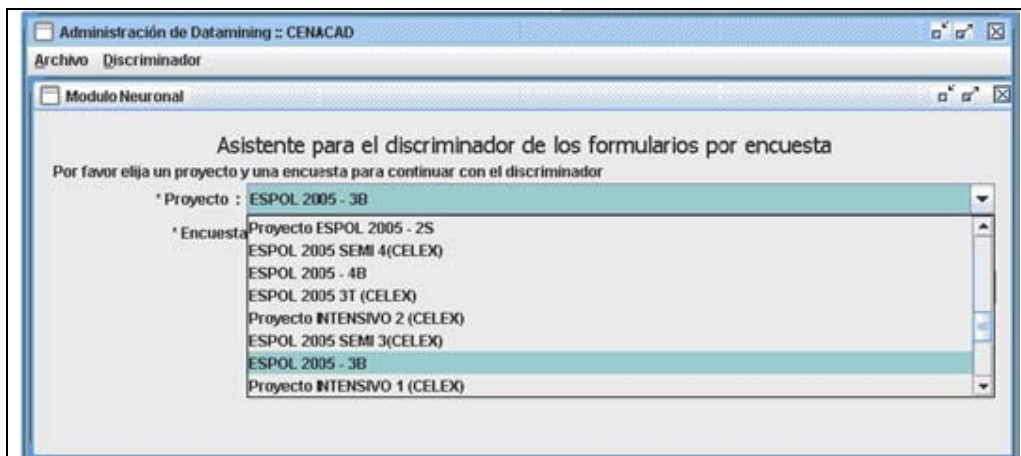 Administración de Datamining :: CENACAD
Archivo Discriminador
Modulo Neuronal
Asistente para el discriminador de los formularios por encuesta
Por favor elija un proyecto y una encuesta para continuar con el discriminador
* Proyecto : ESPOL 2005 - 3B
* Encuesta
Proyecto ESPOL 2005 - 2S
ESPOL 2005 SEMI 4(CELEX)
ESPOL 2005 - 4B
ESPOL 2005 3T (CELEX)
Proyecto INTENSIVO 2 (CELEX)
ESPOL 2005 SEMI 3(CELEX)
ESPOL 2005 - 3B
Proyecto INTENSIVO 1 (CELEX)